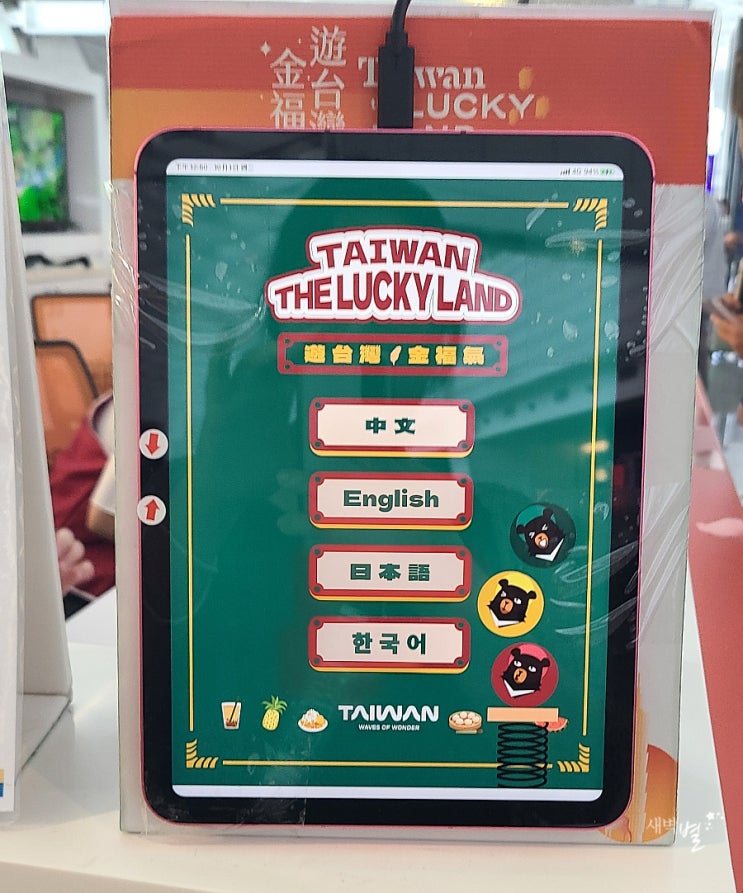 遊台灣
金福
Taiwan
LUCKY
TAIWAN
THE LUCKY LAND
遊台灣 金福氣
中文
English
日本語
한국어
TAIWAN
WAVES OF WONDER
새벽별